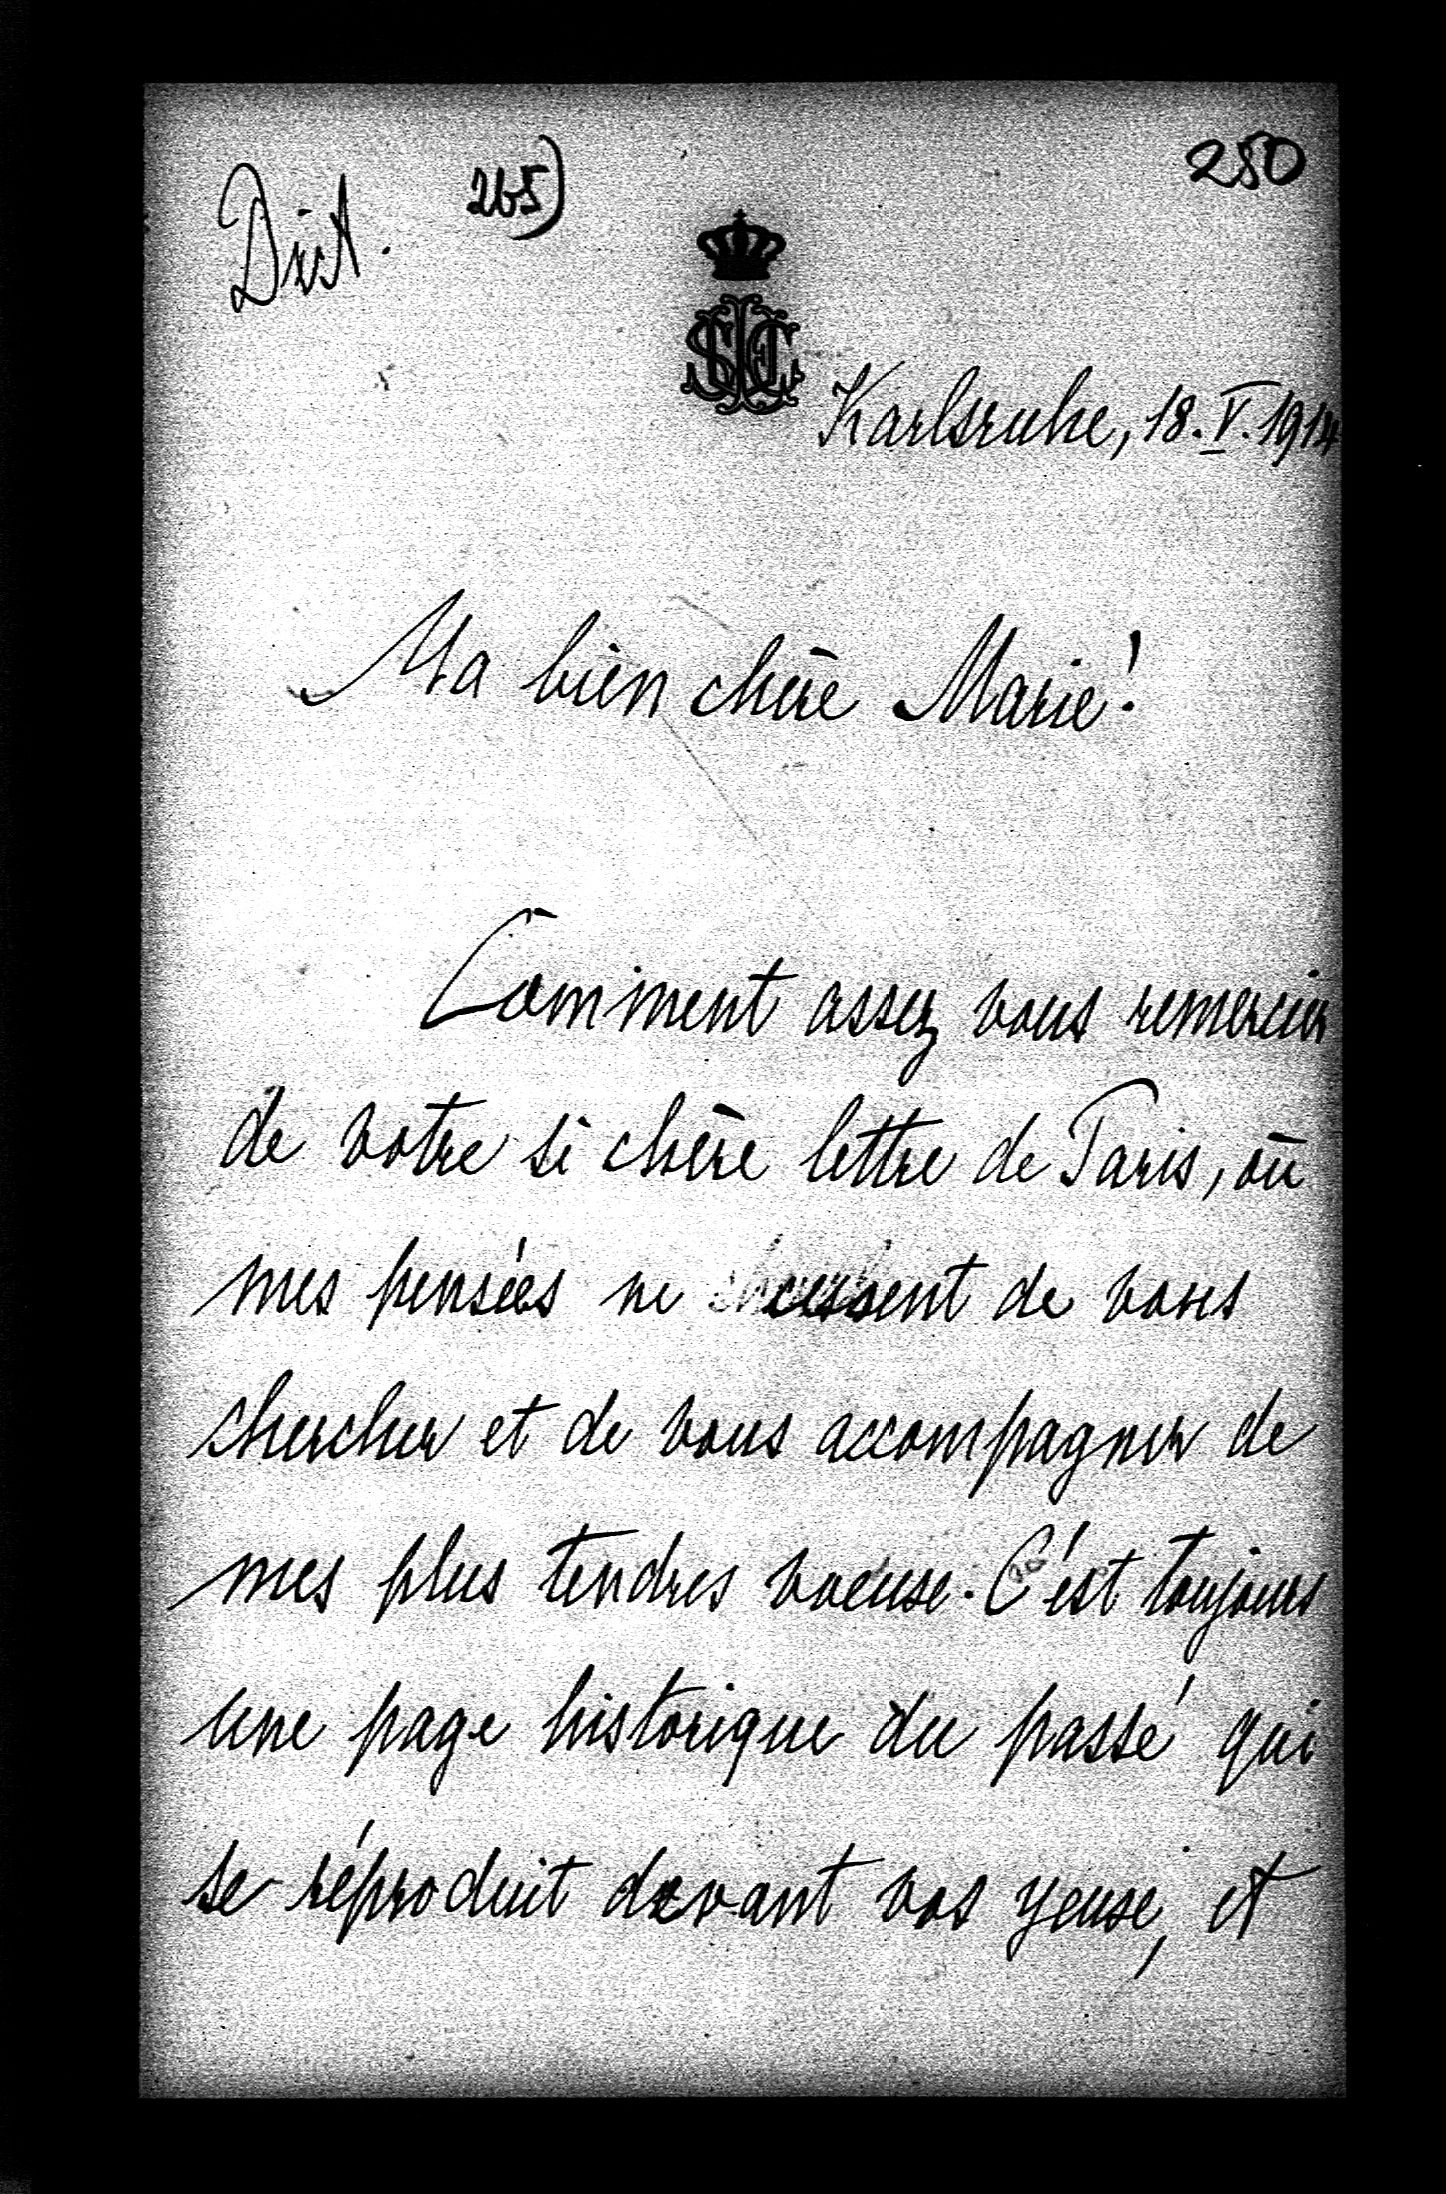 Dict. 265) 280
Karlsruhe, 18. V. 1914
Ma bien chère Marie!
Comment assez vous remercier
de votre si chère lettre de Paris, où
mes pensées ne cessent de vous
chercher et de vous accompagner de
mes plus tendres voeuse. C'est toujours
une page historique du passé qui
se réproduit devant vos yeuse, et